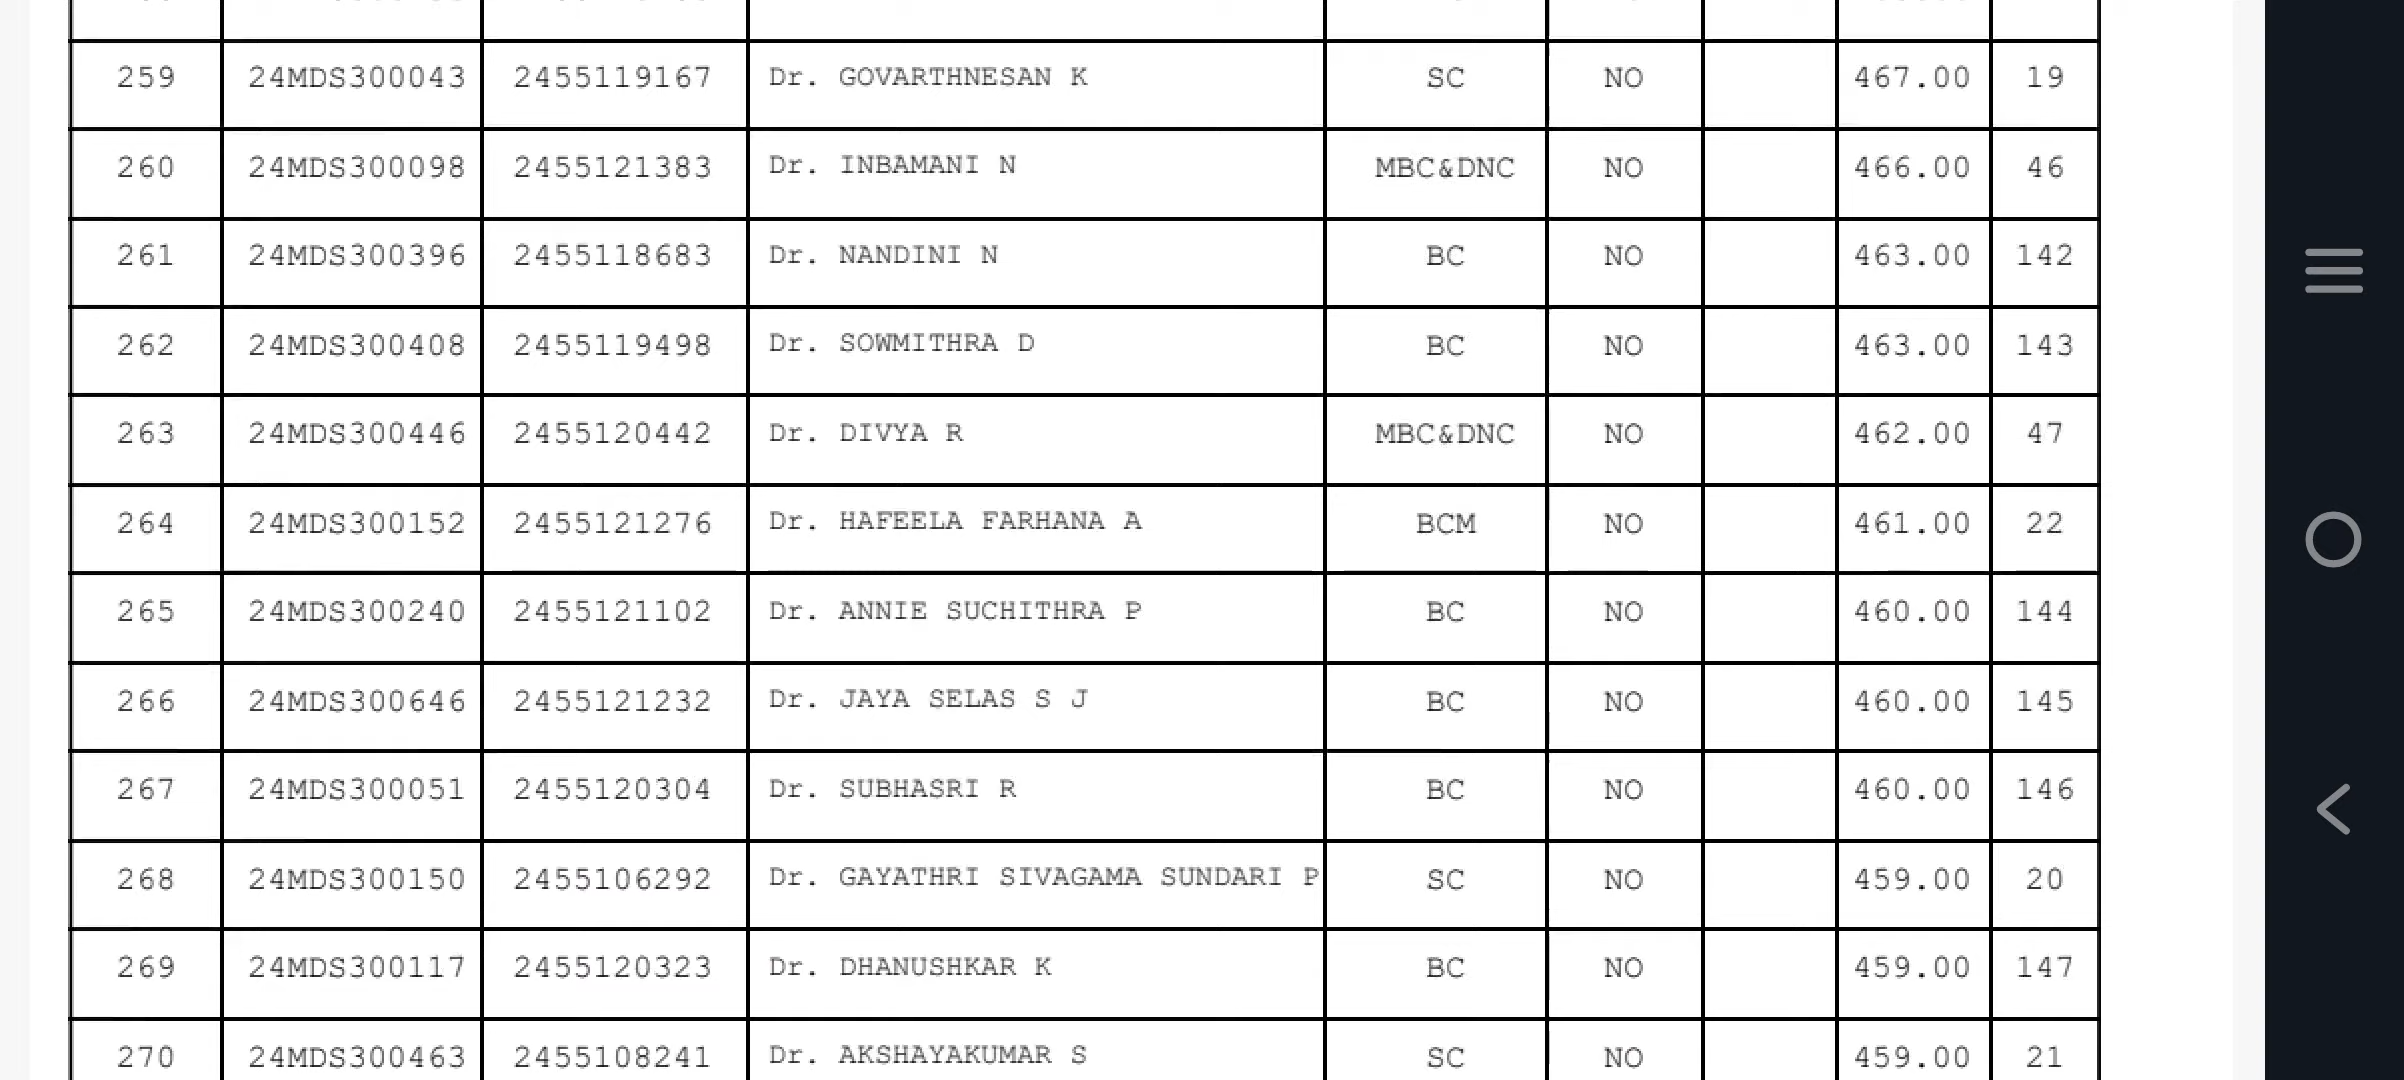 259 24MDS300043 2455119167 Dr. GOVARTHNESAN K SC NO 467.00 19
260 24MDS300098 2455121383 Dr. INBAMANI N MBC&DNC NO 466.00 46
261 24MDS300396 2455118683 Dr. NANDINI N BC NO 463.00 142
262 24MDS300408 2455119498 Dr. SOWMITHRA D BC NO 463.00 143
263 24MDS300446 2455120442 Dr. DIVYA R MBC&DNC NO 462.00 47
264 24MDS300152 2455121276 Dr. HAFEELA FARHANA A BCM NO 461.00 22
265 24MDS300240 2455121102 Dr. ANNIE SUCHITHRA P BC NO 460.00 144
266 24MDS300646 2455121232 Dr. JAYA SELAS S J BC NO 460.00 145
267 24MDS300051 2455120304 Dr. SUBHASRI R BC NO 460.00 146
268 24MDS300150 2455106292 Dr. GAYATHRI SIVAGAMA SUNDARI P SC NO 459.00 20
269 24MDS300117 2455120323 Dr. DHANUSHKAR K BC NO 459.00 147
270 24MDS300463 2455108241 Dr. AKSHAYAKUMAR S SC NO 459.00 21